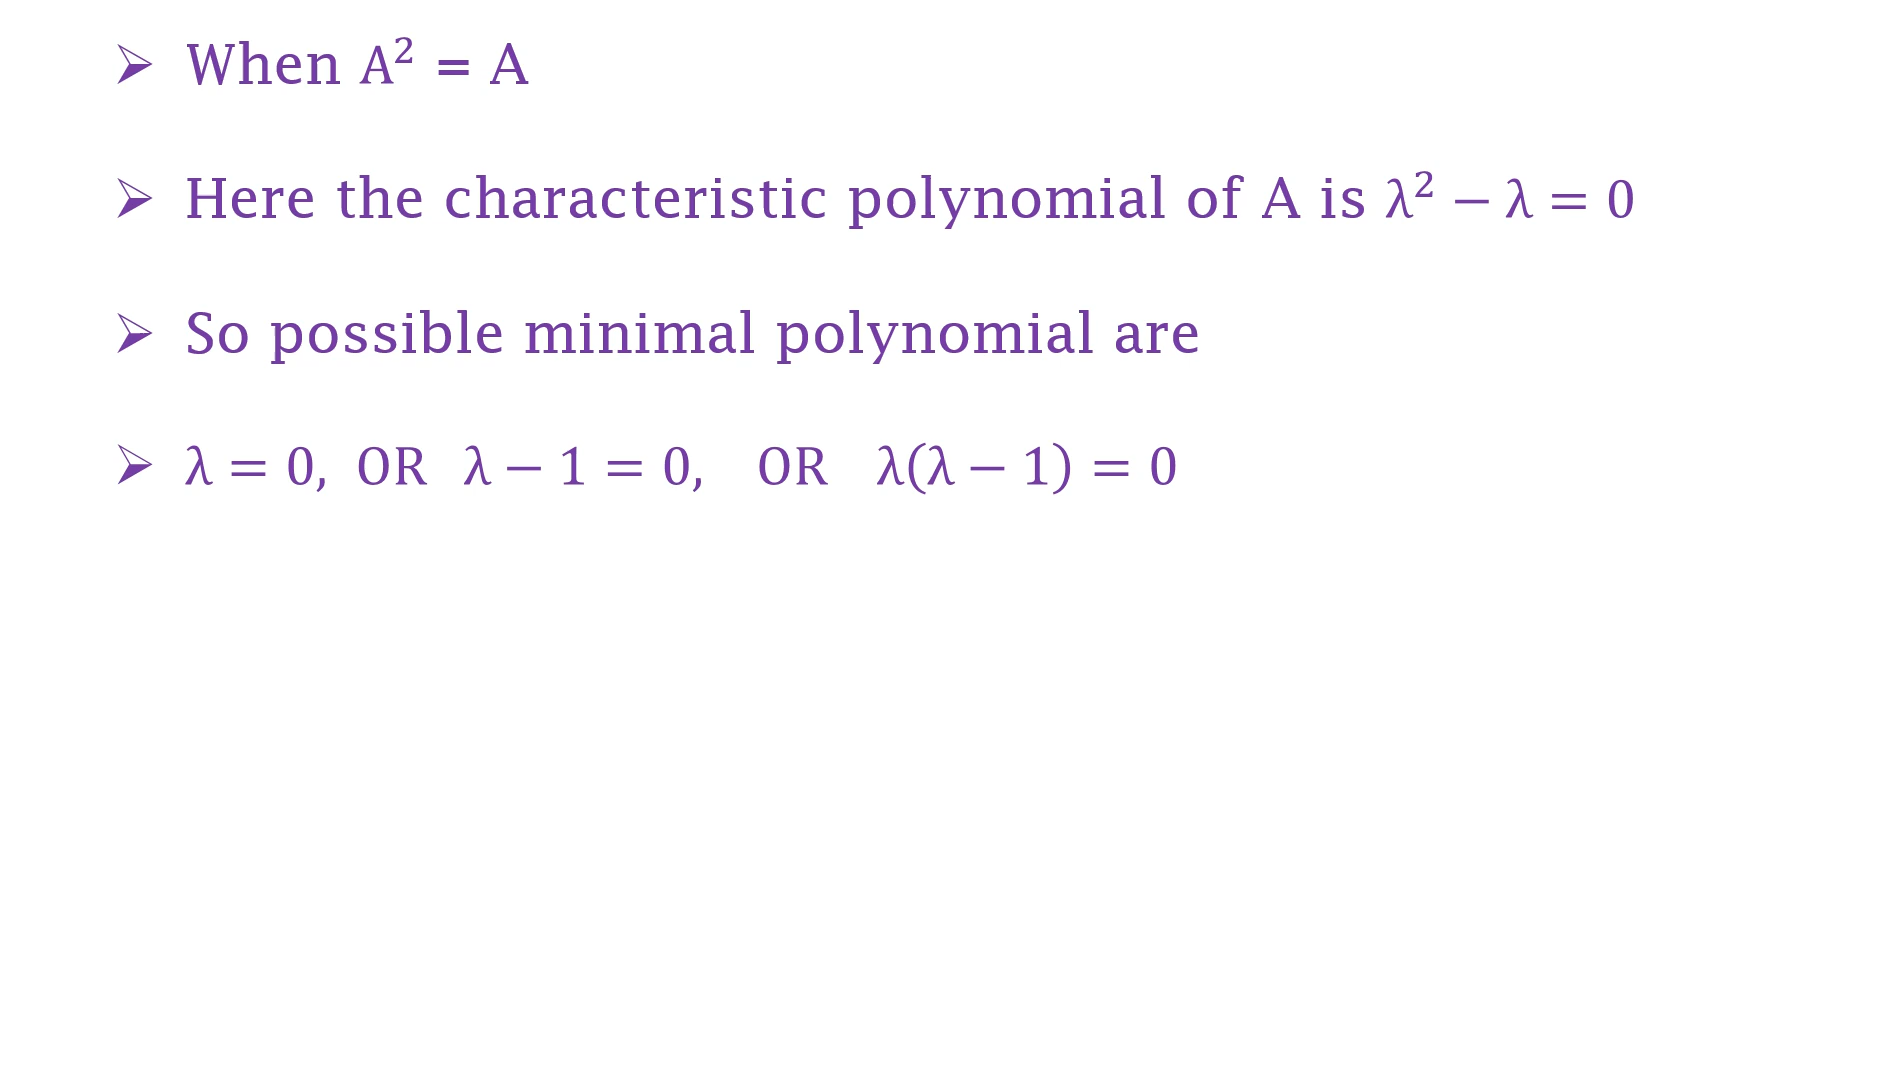 ➢ When A² = A
➢ Here the characteristic polynomial of A is λ² − λ = 0
➢ So possible minimal polynomial are
➢ λ = 0, OR λ − 1 = 0, OR λ(λ − 1) = 0